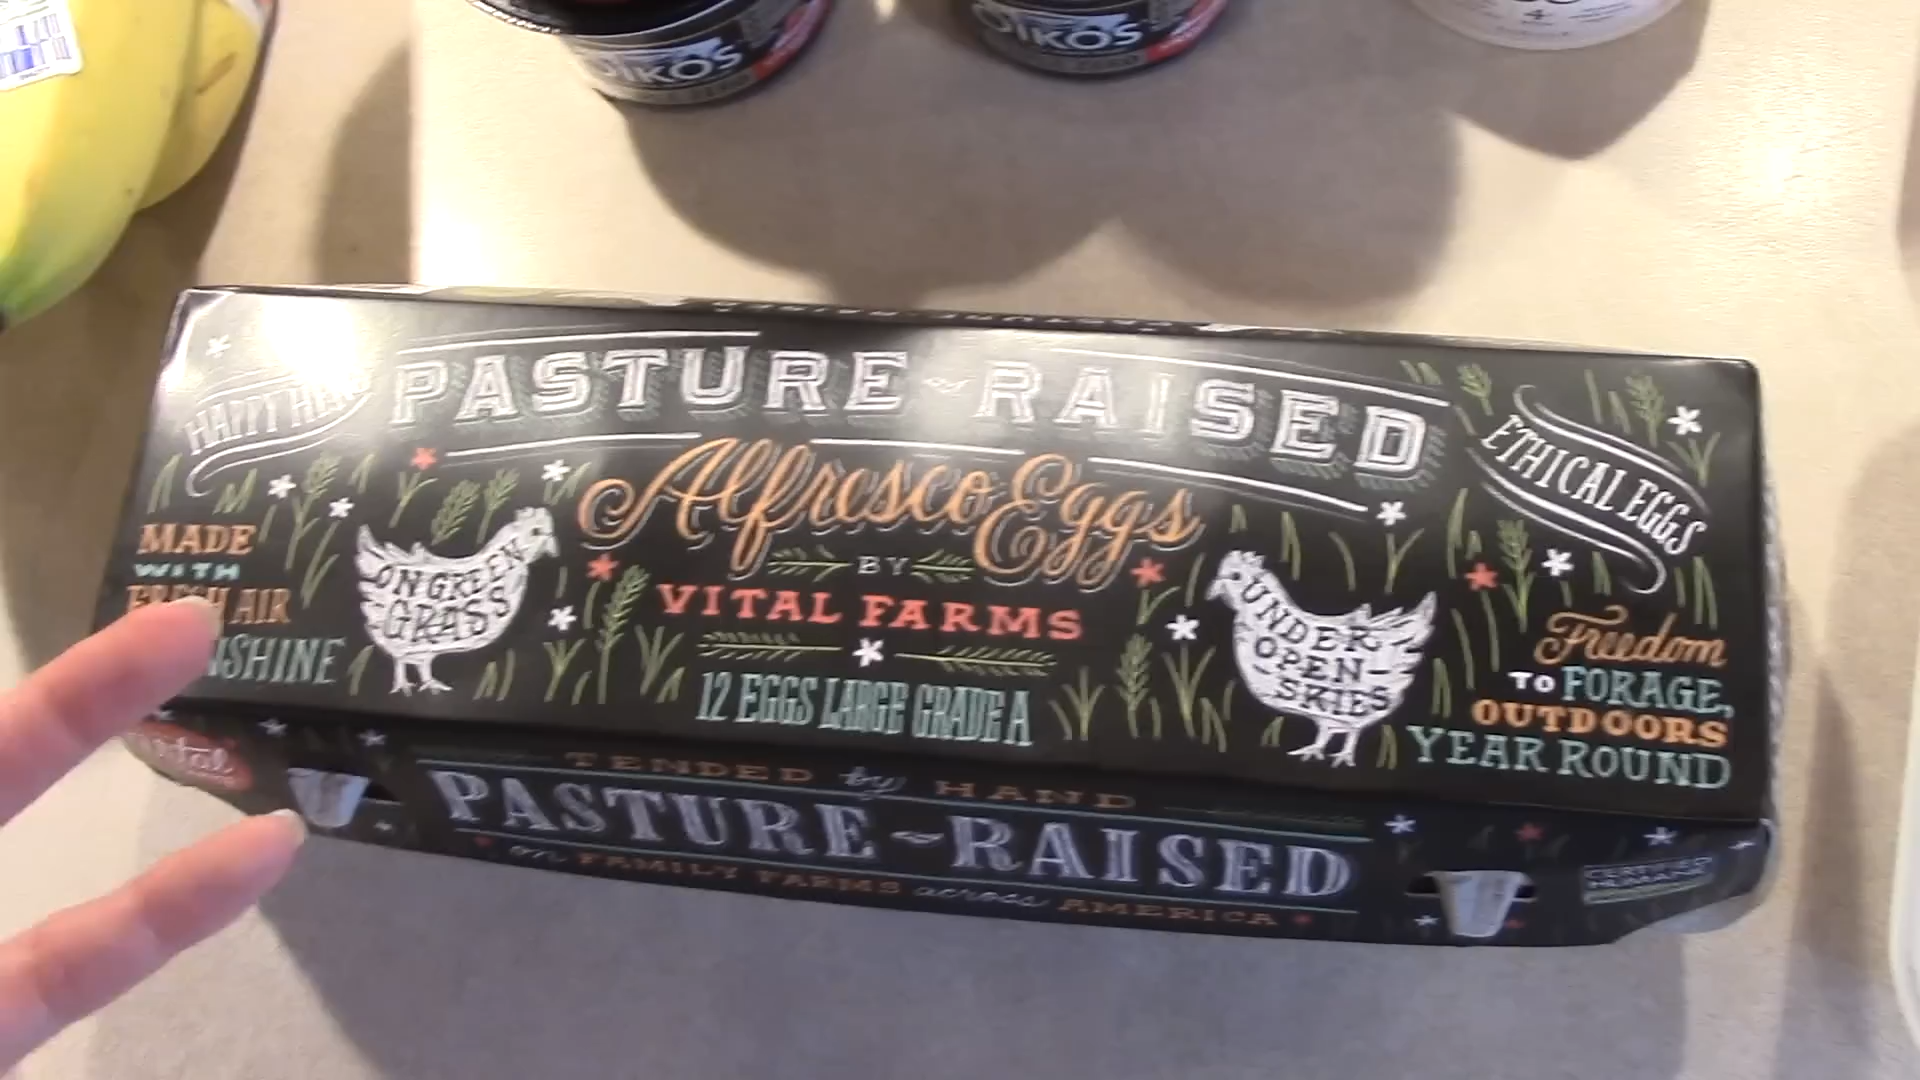 OIKOS
OIKOS
PASTURE-RAISED
HAPPY
ETHICAL EGGS
Alfresco Eggs
BY
VITAL FARMS
12 EGGS LARGE GRADE A
MADE
WITH
FRESH AIR
ON GREEN
GRASS
UNDER
OPEN-
SKIES
Freedom
TO FORAGE,
OUTDOORS
YEAR ROUND
TENDED by HAND
PASTURE-RAISED
on FAMILY FARMS across AMERICA
CERTIFIED
HUMANE